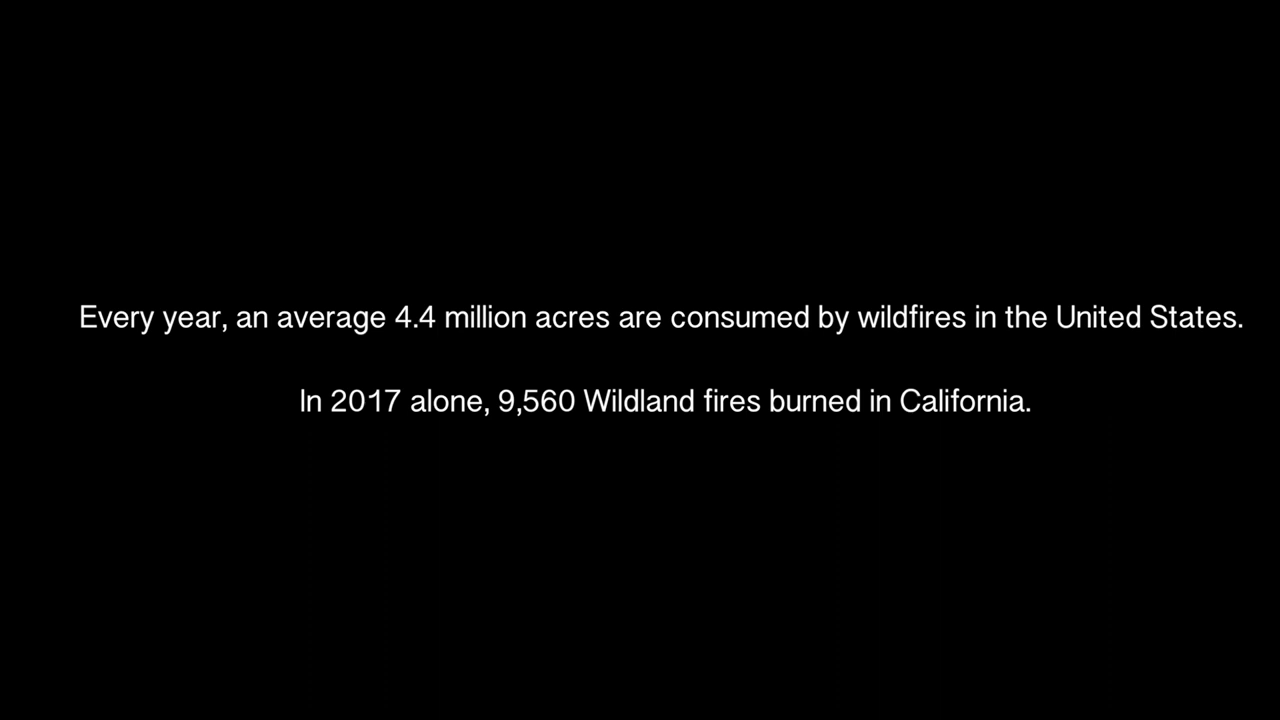 Every year, an average 4.4 million acres are consumed by wildfires in the United States.
In 2017 alone, 9,560 Wildland fires burned in California.